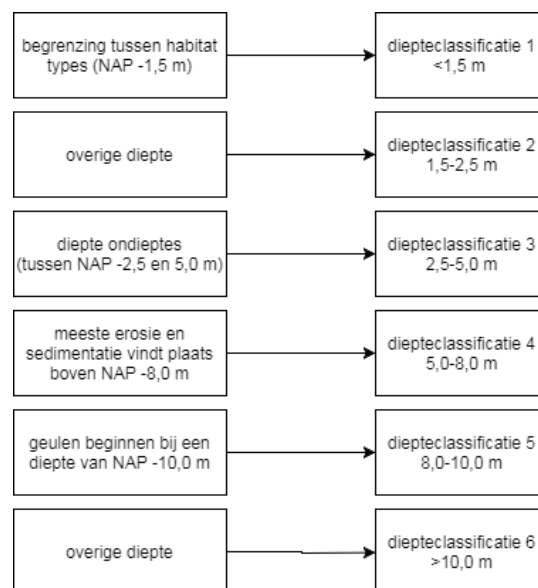 begrenzing tussen habitat
types (NAP -1,5 m)
diepteclassificatie 1
<1,5 m
overige diepte
diepteclassificatie 2
1,5-2,5 m
diepte ondieptes
(tussen NAP -2,5 en 5,0 m)
diepteclassificatie 3
2,5-5,0 m
meeste erosie en
sedimentatie vindt plaats
boven NAP -8,0 m
diepteclassificatie 4
5,0-8,0 m
geulen beginnen bij een
diepte van NAP -10,0 m
diepteclassificatie 5
8,0-10,0 m
overige diepte
diepteclassificatie 6
>10,0 m